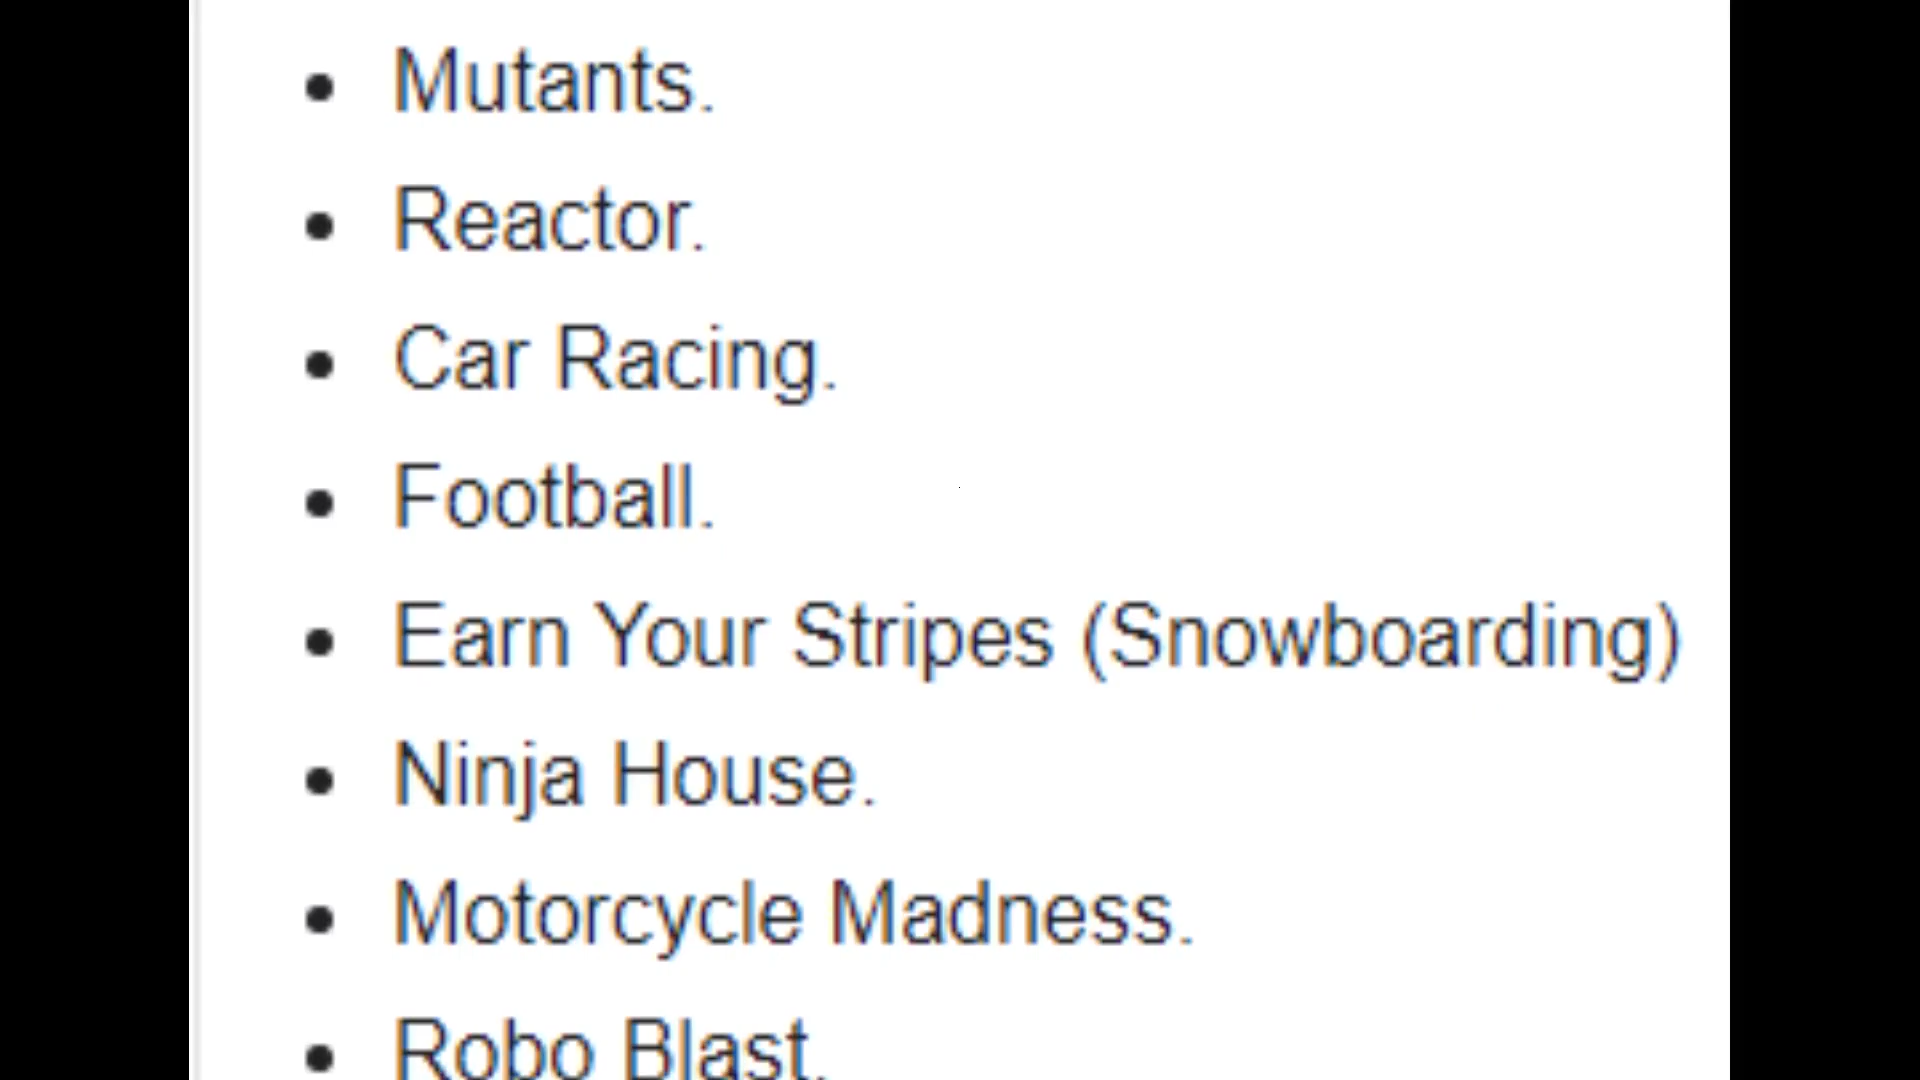 • Mutants.
• Reactor.
• Car Racing.
• Football.
• Earn Your Stripes (Snowboarding)
• Ninja House.
• Motorcycle Madness.
• Robo Blast.